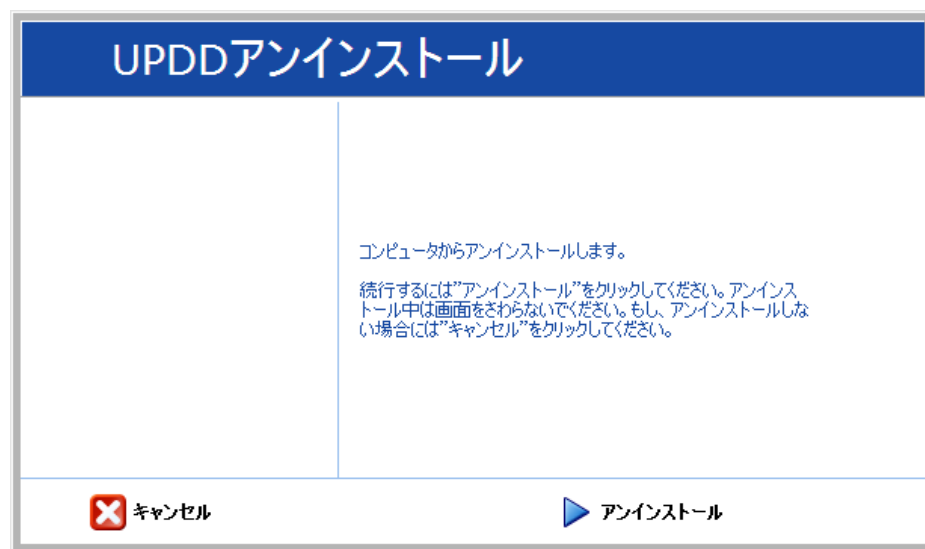 UPDDアンインストール
コンピュータからアンインストールします。
続行するには”アンインストール”をクリックしてください。アンインス
トール中は画面をさわらないでください。もし、アンインストールしな
い場合には”キャンセル”をクリックしてください。
キャンセル
アンインストール